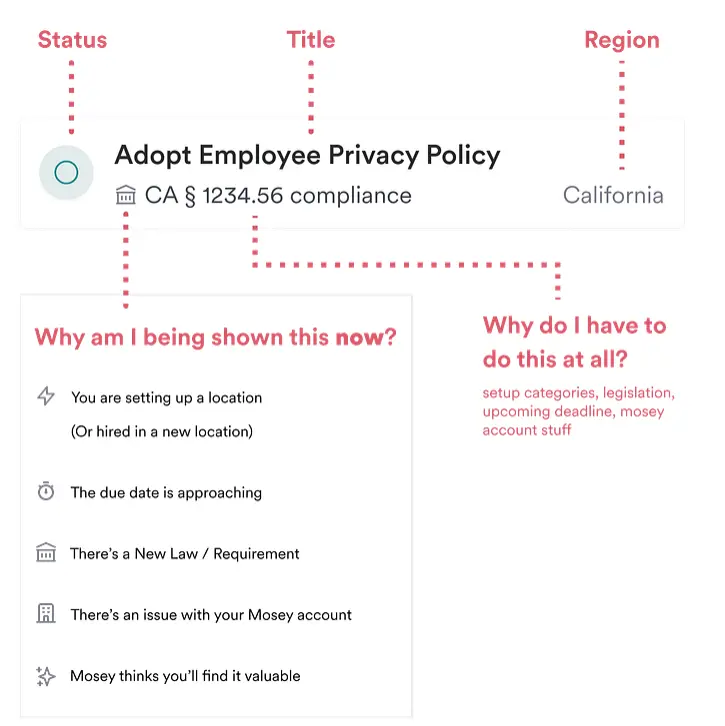 Status
Title
Region
Adopt Employee Privacy Policy
CA § 1234.56 compliance
California
Why am I being shown this now?
You are setting up a location
(Or hired in a new location)
The due date is approaching
There's a New Law / Requirement
There's an issue with your Mosey account
Mosey thinks you'll find it valuable
Why do I have to
do this at all?
setup categories, legislation,
upcoming deadline, mosey
account stuff